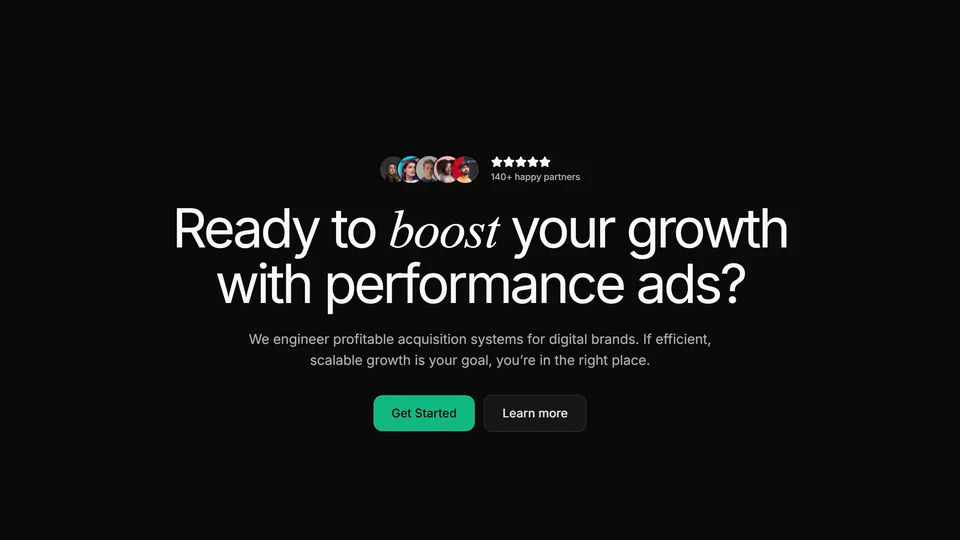 140+ happy partners
Ready to boost your growth
with performance ads?
We engineer profitable acquisition systems for digital brands. If efficient,
scalable growth is your goal, you’re in the right place.
Get Started
Learn more